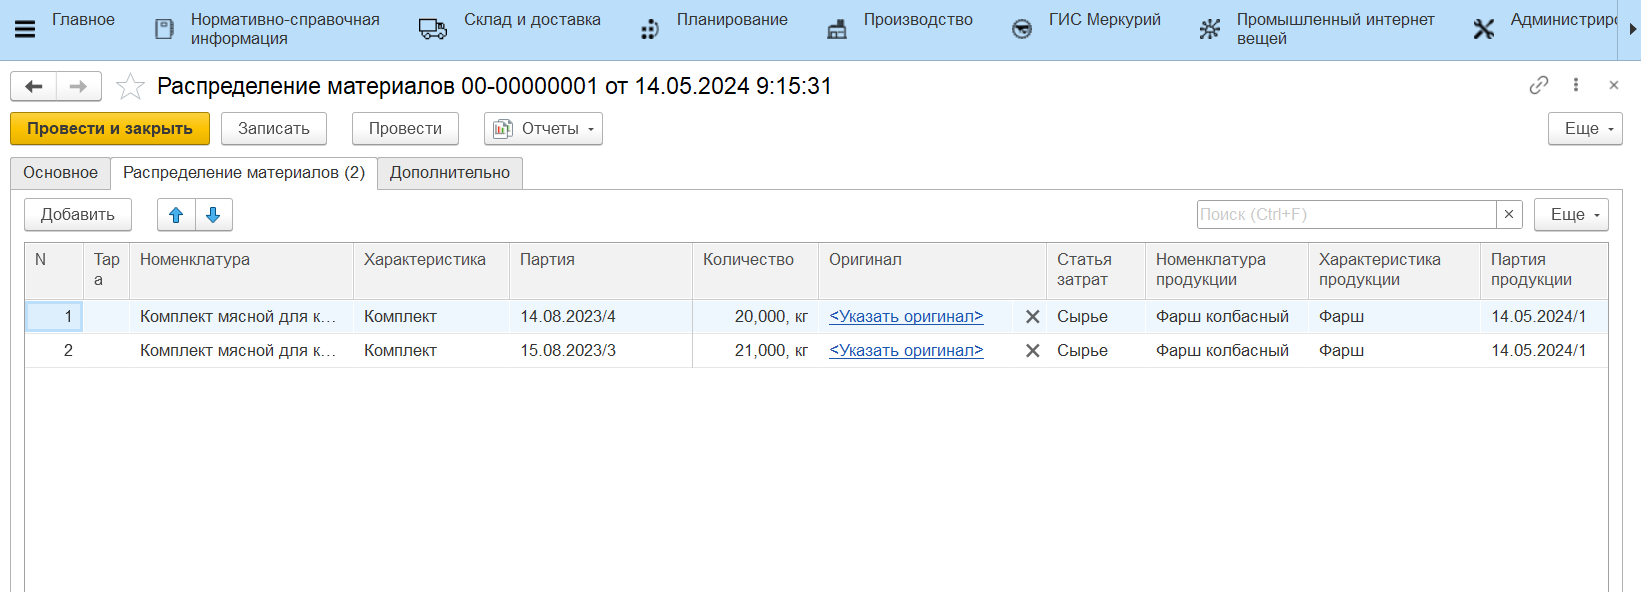 Главное
Нормативно-справочная
информация
Склад и доставка
Планирование
Производство
ГИС Меркурий
Промышленный интернет
вещей
Администриро
Распределение материалов 00-00000001 от 14.05.2024 9:15:31
Провести и закрыть
Записать
Провести
Отчеты
Еще
Основное
Распределение материалов (2)
Дополнительно
Добавить
Поиск (Ctrl+F)
Еще
N
Тар
а
Номенклатура
Характеристика
Партия
Количество
Оригинал
Статья
затрат
Номенклатура
продукции
Характеристика
продукции
Партия
продукции
1 Комплект мясной для к... Комплект 14.08.2023/4 20,000, кг <Указать оригинал> Сырье Фарш колбасный Фарш 14.05.2024/1
2 Комплект мясной для к... Комплект 15.08.2023/3 21,000, кг <Указать оригинал> Сырье Фарш колбасный Фарш 14.05.2024/1